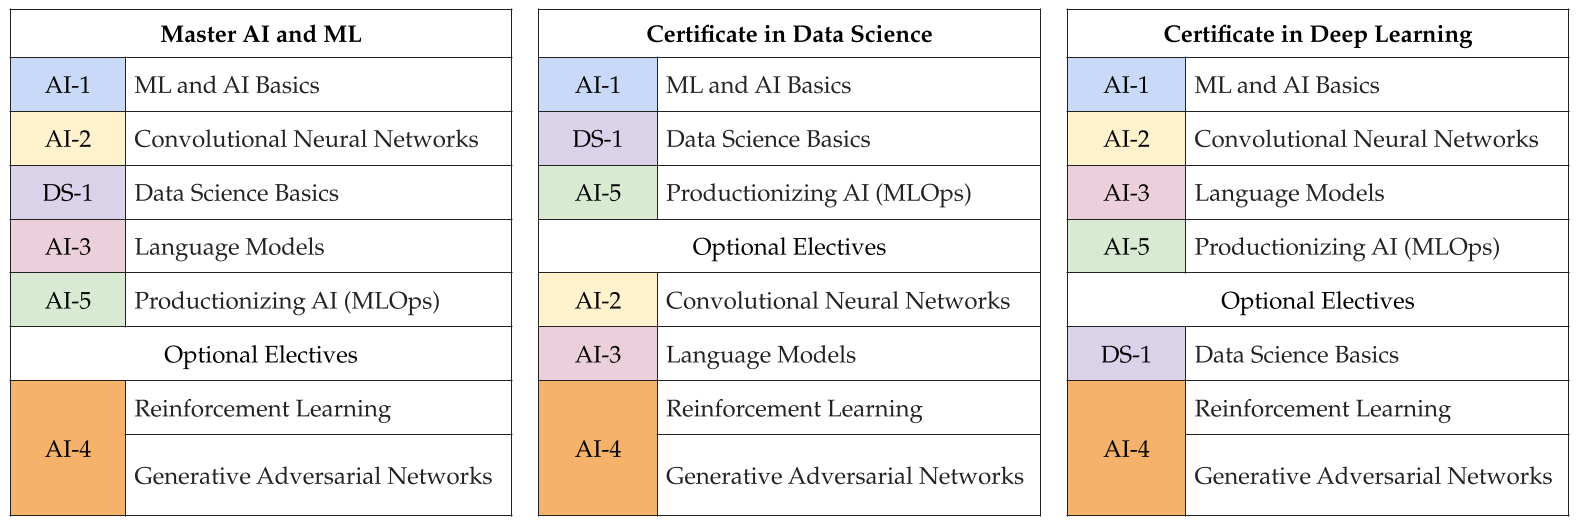 Master AI and ML
AI-1 ML and AI Basics
AI-2 Convolutional Neural Networks
DS-1 Data Science Basics
AI-3 Language Models
AI-5 Productionizing AI (MLOps)
Optional Electives
AI-4
Reinforcement Learning
Generative Adversarial Networks
Certificate in Data Science
AI-1 ML and AI Basics
DS-1 Data Science Basics
AI-5 Productionizing AI (MLOps)
Optional Electives
AI-2 Convolutional Neural Networks
AI-3 Language Models
AI-4
Reinforcement Learning
Generative Adversarial Networks
Certificate in Deep Learning
AI-1 ML and AI Basics
AI-2 Convolutional Neural Networks
AI-3 Language Models
AI-5 Productionizing AI (MLOps)
Optional Electives
DS-1 Data Science Basics
AI-4
Reinforcement Learning
Generative Adversarial Networks